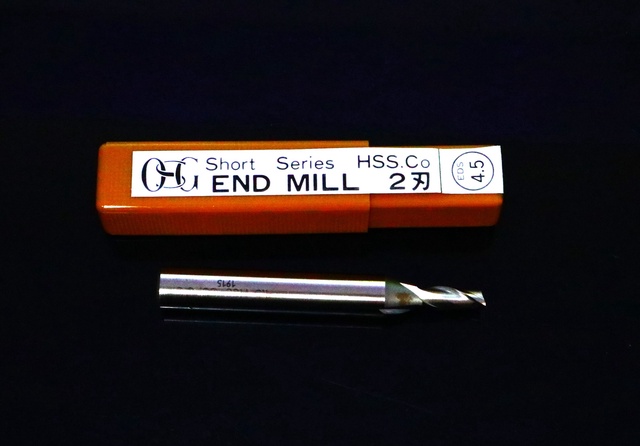 OSG Short Series HSS.Co
END MILL 2刃
EDS
4.5
1915